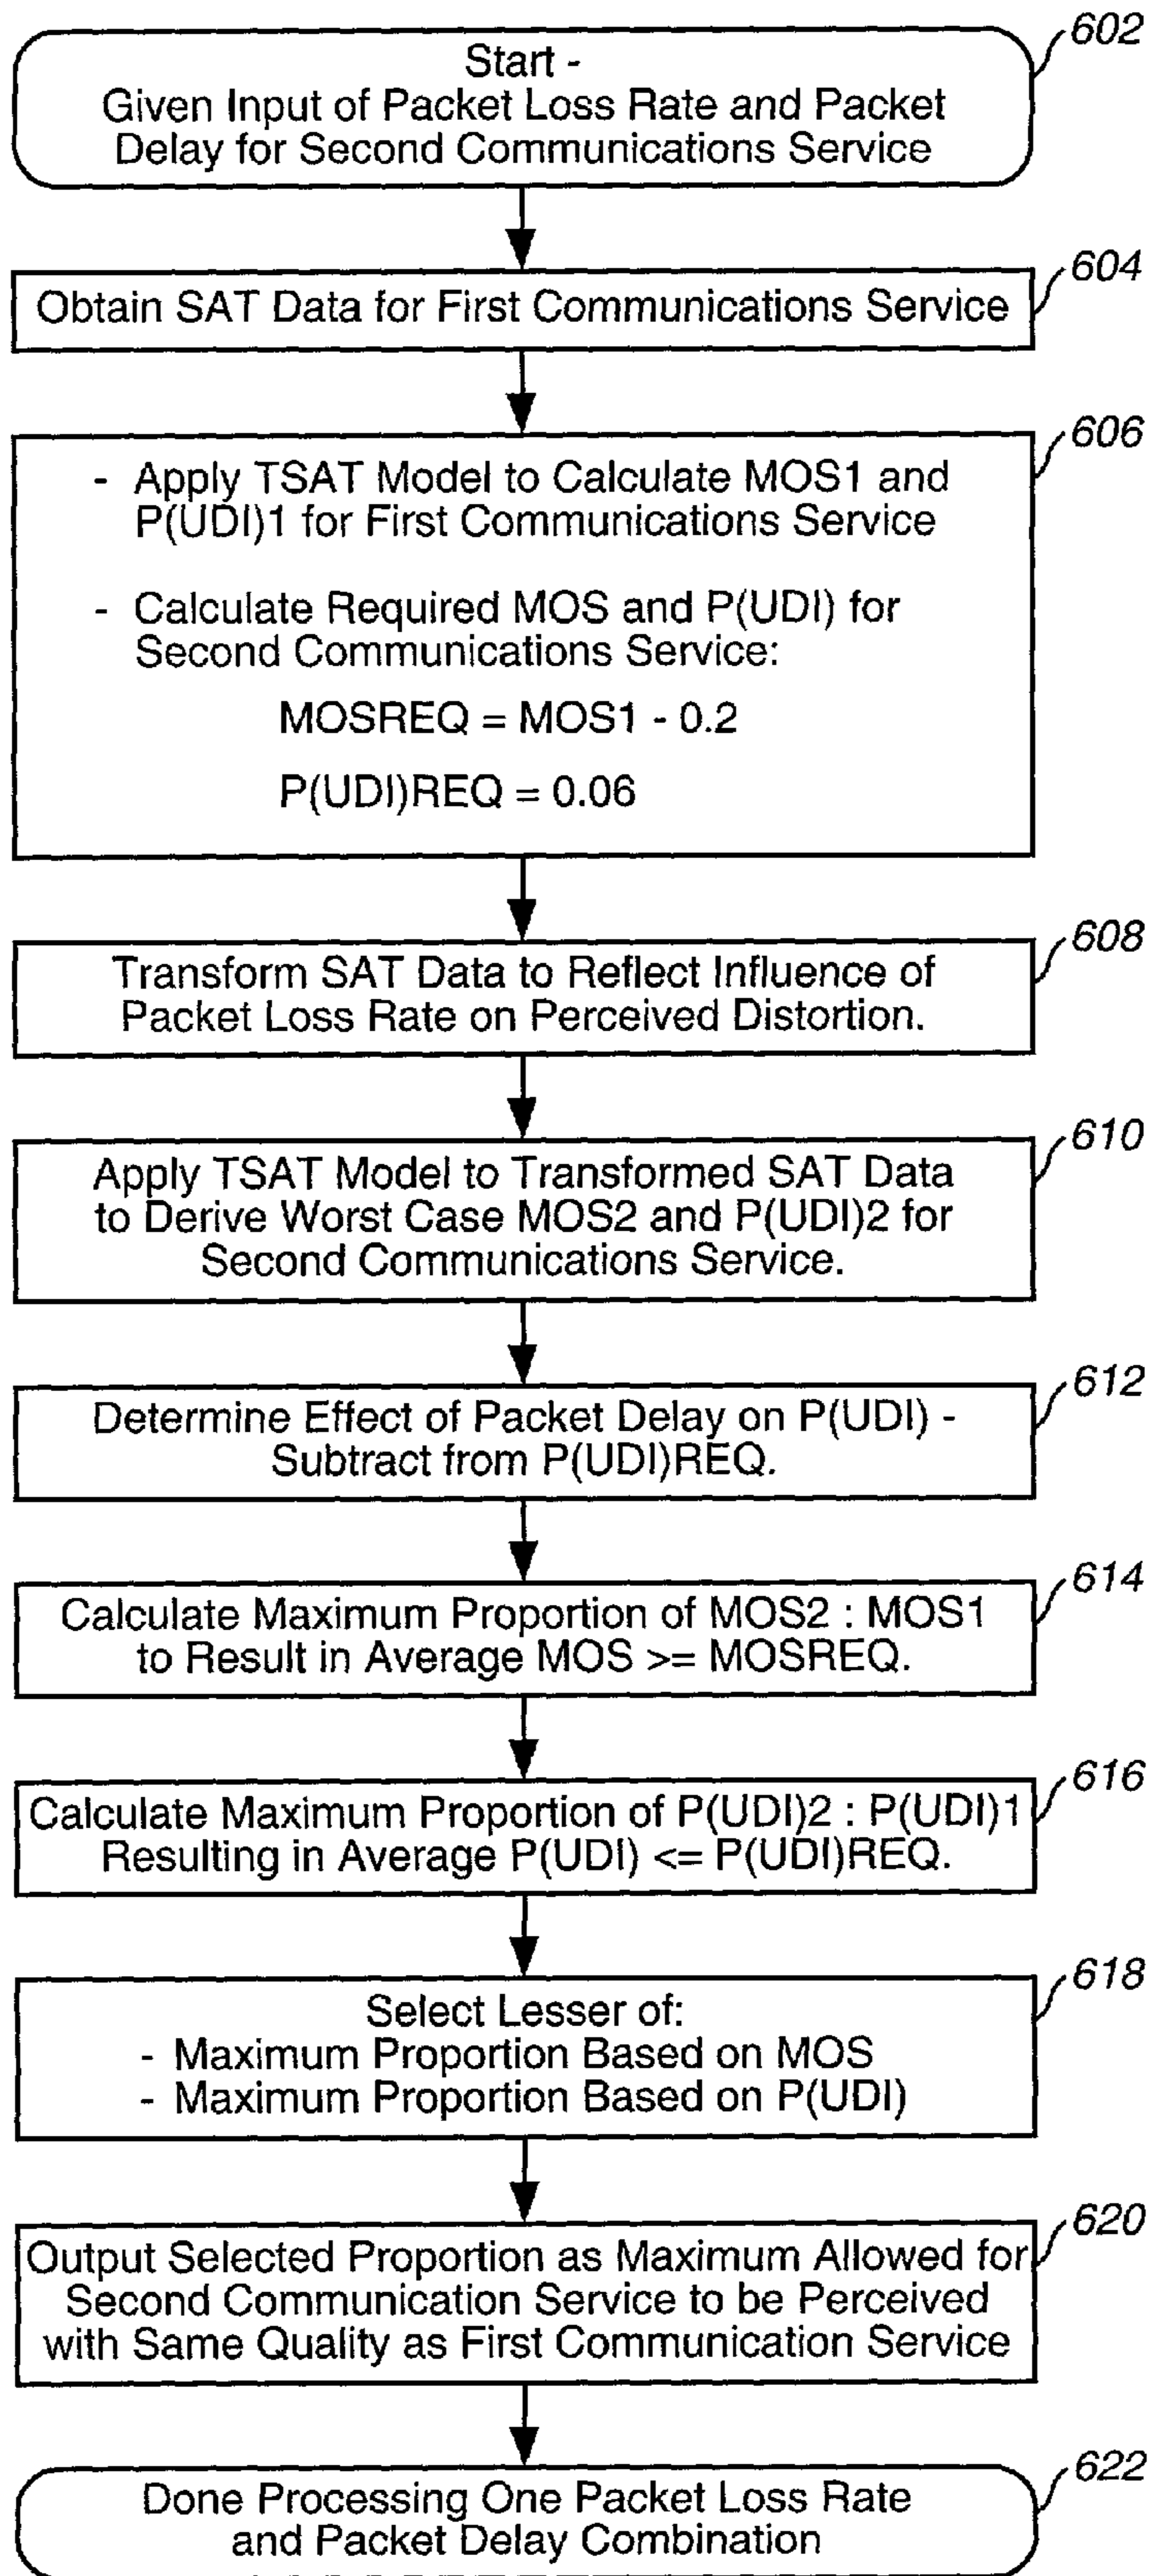 602
Start -
Given Input of Packet Loss Rate and Packet
Delay for Second Communications Service
604
Obtain SAT Data for First Communications Service
606
- Apply TSAT Model to Calculate MOS1 and
P(UDI)1 for First Communications Service
- Calculate Required MOS and P(UDI) for
Second Communications Service:
MOSREQ = MOS1 - 0.2
P(UDI)REQ = 0.06
608
Transform SAT Data to Reflect Influence of
Packet Loss Rate on Perceived Distortion.
610
Apply TSAT Model to Transformed SAT Data
to Derive Worst Case MOS2 and P(UDI)2 for
Second Communications Service.
612
Determine Effect of Packet Delay on P(UDI) -
Subtract from P(UDI)REQ.
614
Calculate Maximum Proportion of MOS2 : MOS1
to Result in Average MOS >= MOSREQ.
616
Calculate Maximum Proportion of P(UDI)2 : P(UDI)1
Resulting in Average P(UDI) <= P(UDI)REQ.
618
Select Lesser of:
- Maximum Proportion Based on MOS
- Maximum Proportion Based on P(UDI)
620
Output Selected Proportion as Maximum Allowed for
Second Communication Service to be Perceived
with Same Quality as First Communication Service
622
Done Processing One Packet Loss Rate
and Packet Delay Combination